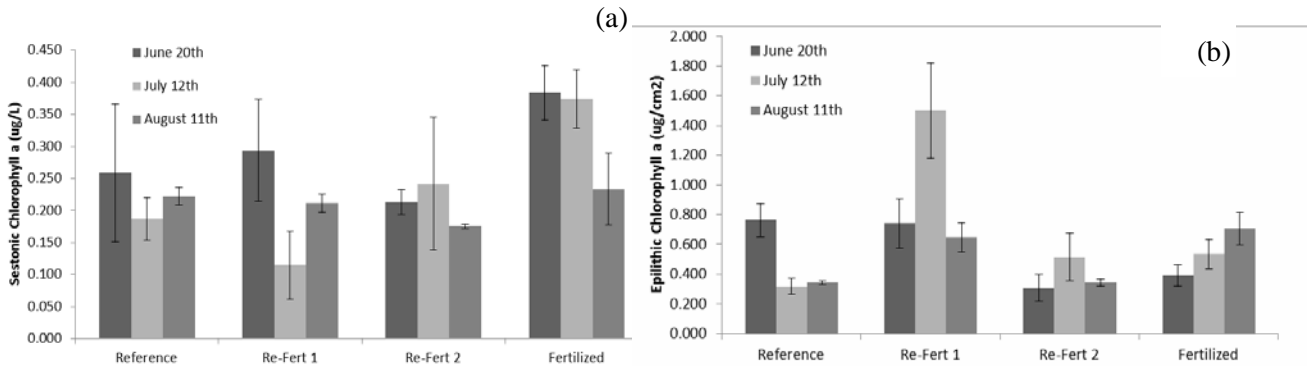 (a)
Sestonic Chlorophyll a (ug/L)
0.450
0.400
0.350
0.300
0.250
0.200
0.150
0.100
0.050
0.000
June 20th
July 12th
August 11th
Reference Re-Fert 1 Re-Fert 2 Fertilized
(b)
Epilithic Chlorophyll a (ug/cm2)
2.000
1.800
1.600
1.400
1.200
1.000
0.800
0.600
0.400
0.200
0.000
June 20th
July 12th
August 11th
Reference Re-Fert 1 Re-Fert 2 Fertilized